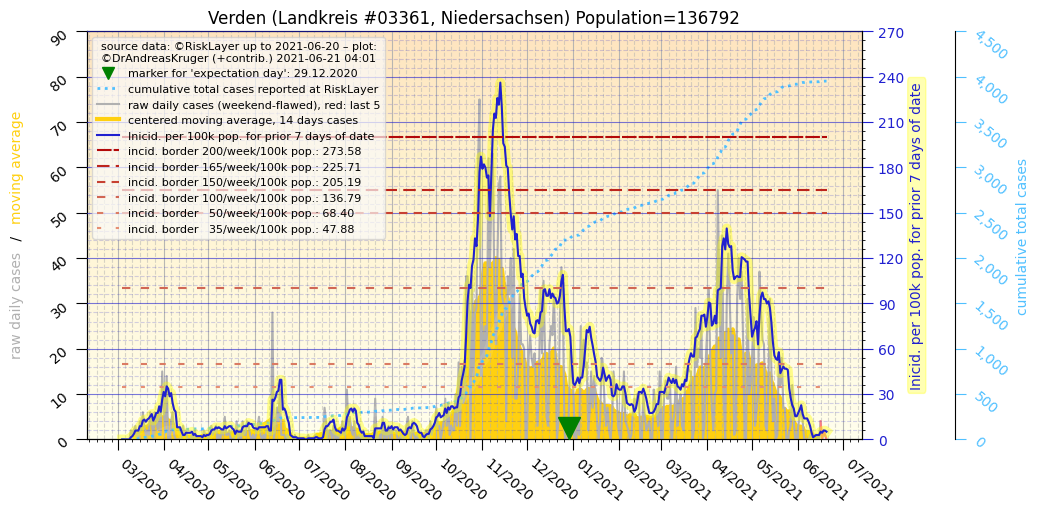 Verden (Landkreis #03361, Niedersachsen) Population=136792
source data: ©RiskLayer up to 2021-06-20 – plot:
©DrAndreasKruger (+contrib.) 2021-06-21 04:01
marker for 'expectation day': 29.12.2020
cumulative total cases reported at RiskLayer
raw daily cases (weekend-flawed), red: last 5
centered moving average, 14 days cases
Inicid. per 100k pop. for prior 7 days of date
incid. border 200/week/100k pop.: 273.58
incid. border 165/week/100k pop.: 225.71
incid. border 150/week/100k pop.: 205.19
incid. border 100/week/100k pop.: 136.79
incid. border   50/week/100k pop.: 68.40
incid. border   35/week/100k pop.: 47.88
raw daily cases / moving average
90
80
70
60
50
40
30
20
10
0
03/2020
04/2020
05/2020
06/2020
07/2020
08/2020
09/2020
10/2020
11/2020
12/2020
01/2021
02/2021
03/2021
04/2021
05/2021
06/2021
07/2021
270
240
210
180
150
120
90
60
30
0
Inicid. per 100k pop. for prior 7 days of date
4,500
4,000
3,500
3,000
2,500
2,000
1,500
1,000
500
0
cumulative total cases